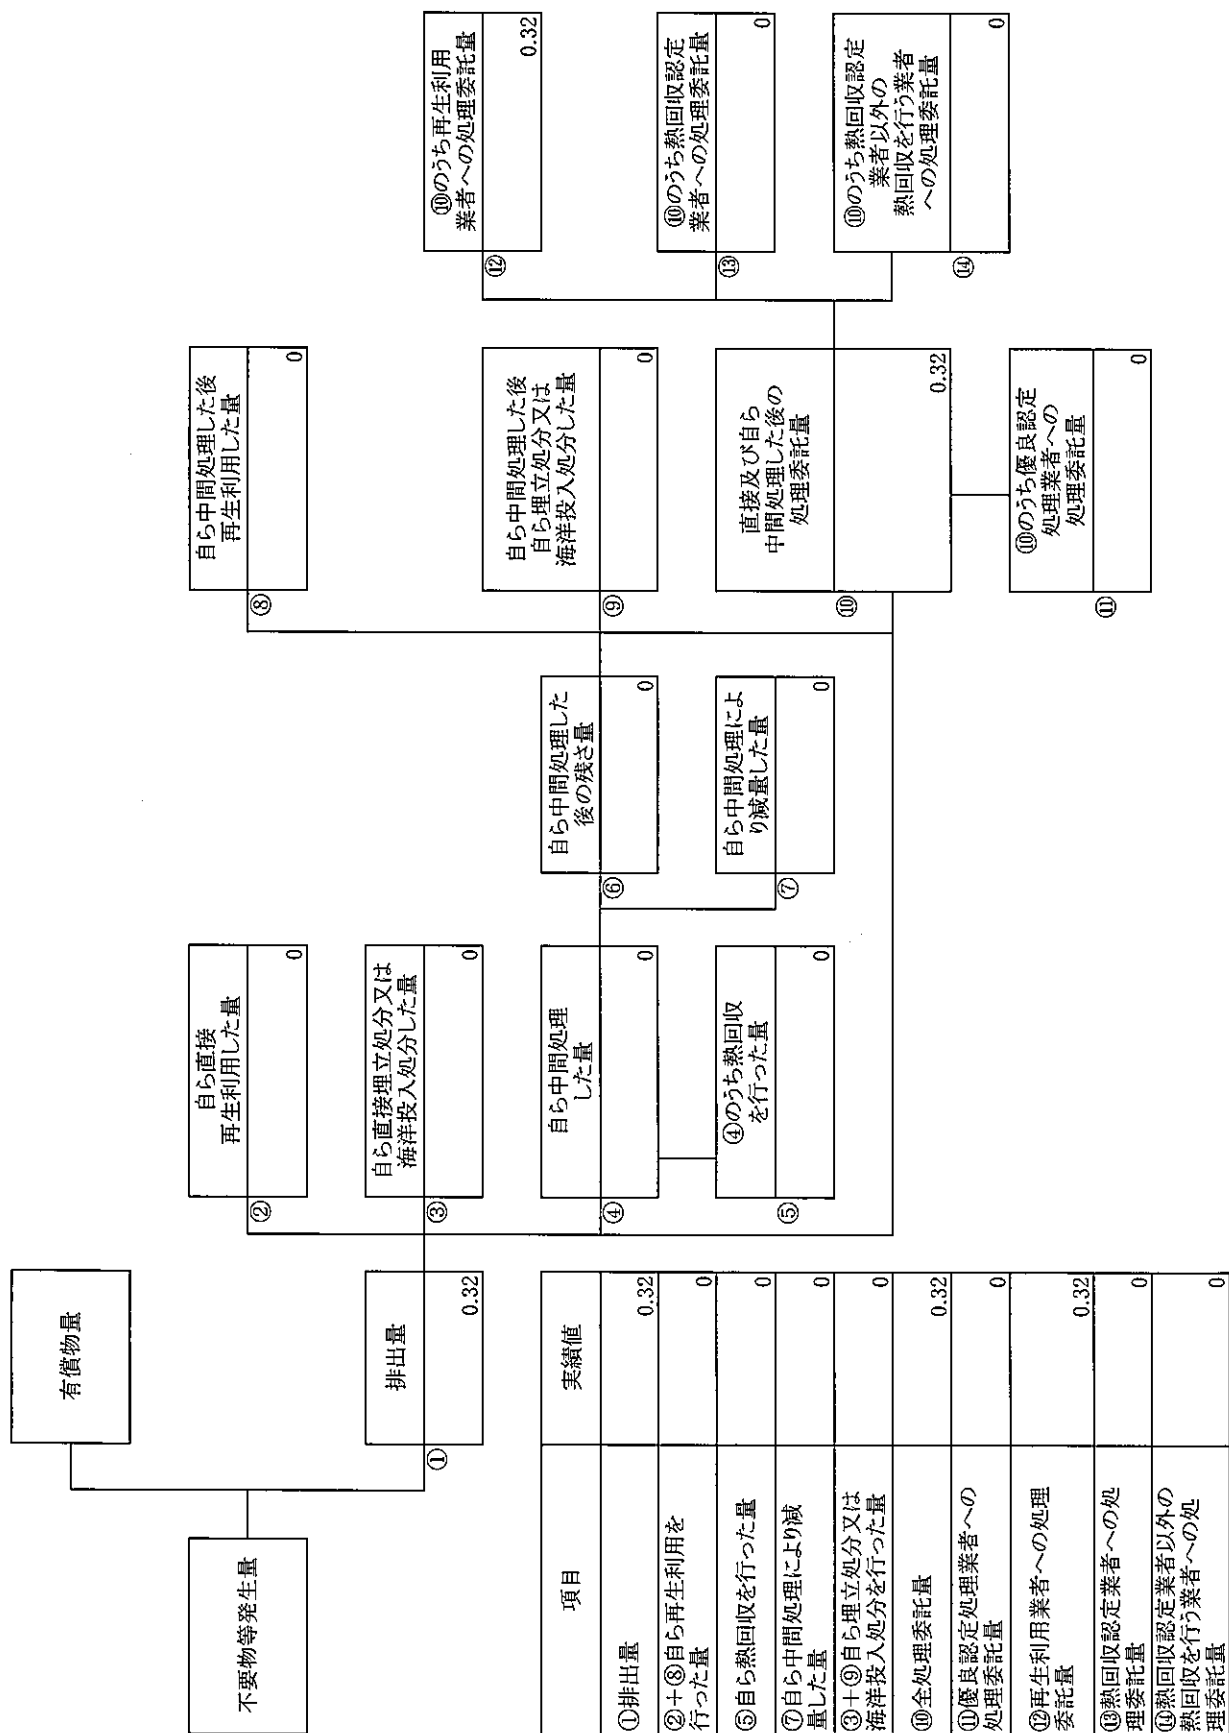 不要物等発生量
有償物量
①
排出量
0.32
②
自ら直接
再生利用した量
0
③
自ら直接埋立処分又は
海洋投入処分した量
0
④
自ら中間処理
した量
0
⑤
④のうち熱回収
を行った量
0
⑥
自ら中間処理した
後の残さ量
0
⑦
自ら中間処理によ
り減量した量
0
⑧
自ら中間処理した後
再生利用した量
0
⑨
自ら中間処理した後
自ら埋立処分又は
海洋投入処分した量
0
⑩
直接及び自ら
中間処理した後の
処理委託量
0.32
⑪
⑩のうち優良認定
処理業者への
処理委託量
0
⑫
⑩のうち再生利用
業者への処理委託量
0.32
⑬
⑩のうち熱回収認定
業者への処理委託量
0
⑭
⑩のうち熱回収認定
業者以外の
熱回収を行う業者
への処理委託量
0
項目
実績値
①排出量
0.32
②+⑧自ら再生利用を
行った量
0
⑤自ら熱回収を行った量
0
⑦自ら中間処理により減
量した量
0
③+⑨自ら埋立処分又は
海洋投入処分を行った量
0
⑩全処理委託量
0.32
⑪優良認定処理業者への
処理委託量
0
⑫再生利用業者への処理
委託量
0.32
⑬熱回収認定業者への処
理委託量
0
⑭熱回収認定業者以外の
熱回収を行う業者への処
理委託量
0